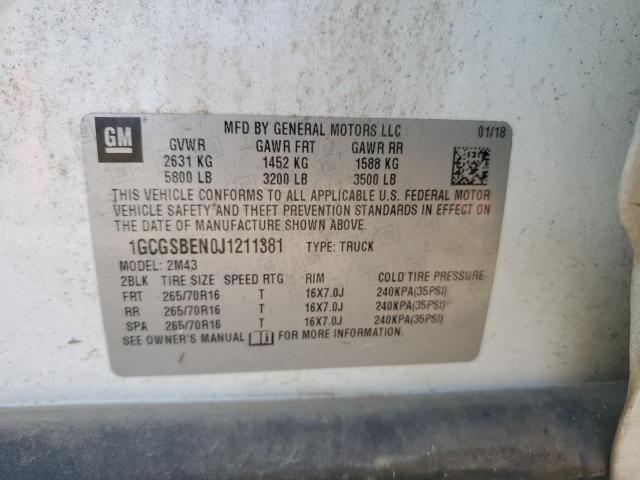 GM
MFD BY GENERAL MOTORS LLC 01/18
GVWR GAWR FRT GAWR RR
2631 KG 1452 KG 1588 KG
5800 LB 3200 LB 3500 LB
THIS VEHICLE CONFORMS TO ALL APPLICABLE U.S. FEDERAL MOTOR
VEHICLE SAFETY AND THEFT PREVENTION STANDARDS IN EFFECT ON
THE DATE OF MANUFACTURE SHOWN ABOVE.
1GCGSBEN0J1211381 TYPE: TRUCK
MODEL: 2M43
2BLK TIRE SIZE SPEED RTG RIM COLD TIRE PRESSURE
FRT 265/70R16 T 16X7.0J 240KPA(35PSI)
RR 265/70R16 T 16X7.0J 240KPA(35PSI)
SPA 265/70R16 T 16X7.0J 240KPA(35PSI)
SEE OWNER'S MANUAL FOR MORE INFORMATION.